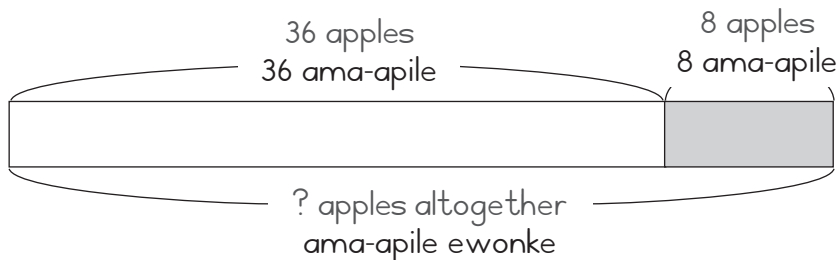 36 apples
36 ama-apile
8 apples
8 ama-apile
? apples altogether
ama-apile ewonke